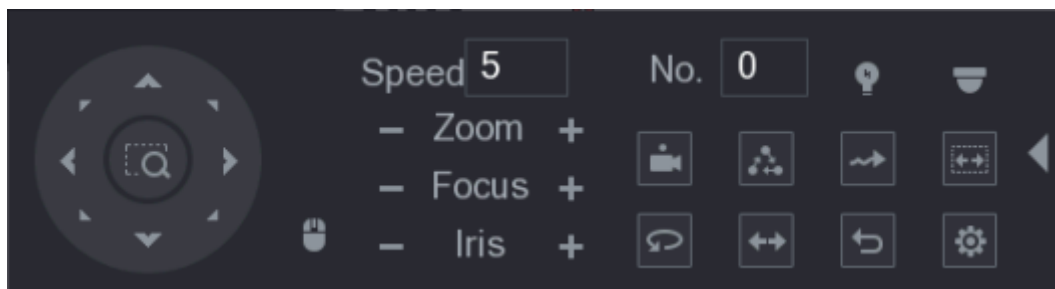 Speed 5 No. 0
– Zoom +
– Focus +
– Iris +